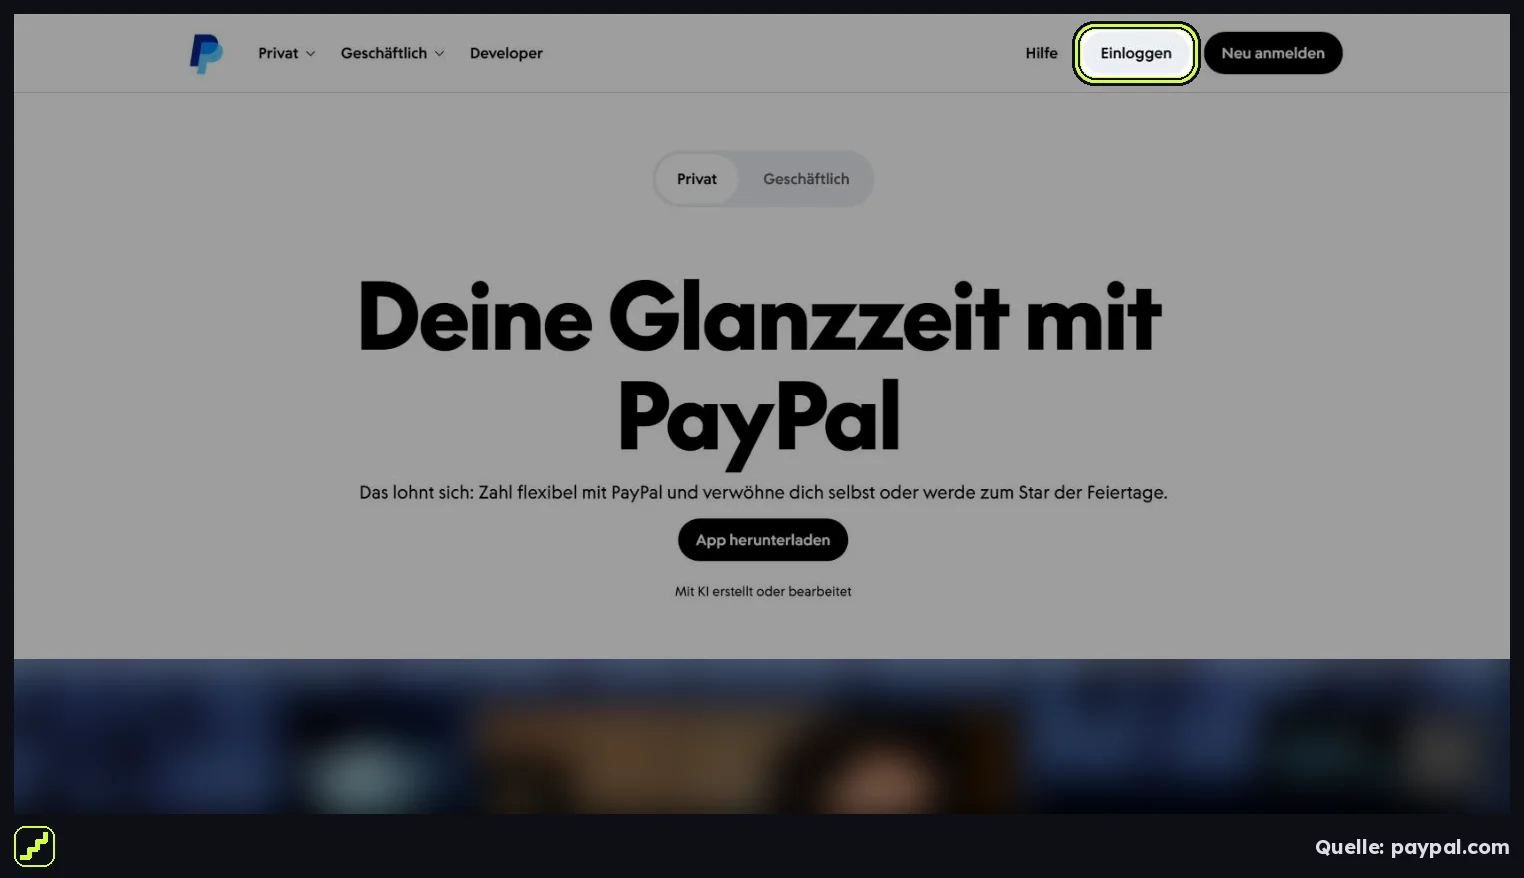 Privat
Geschäftlich
Developer
Hilfe
Einloggen
Neu anmelden
Privat
Geschäftlich
Deine Glanzzeit mit
PayPal
Das lohnt sich: Zahl flexibel mit PayPal und verwöhne dich selbst oder werde zum Star der Feiertage.
App herunterladen
Mit KI erstellt oder bearbeitet
Quelle: paypal.com